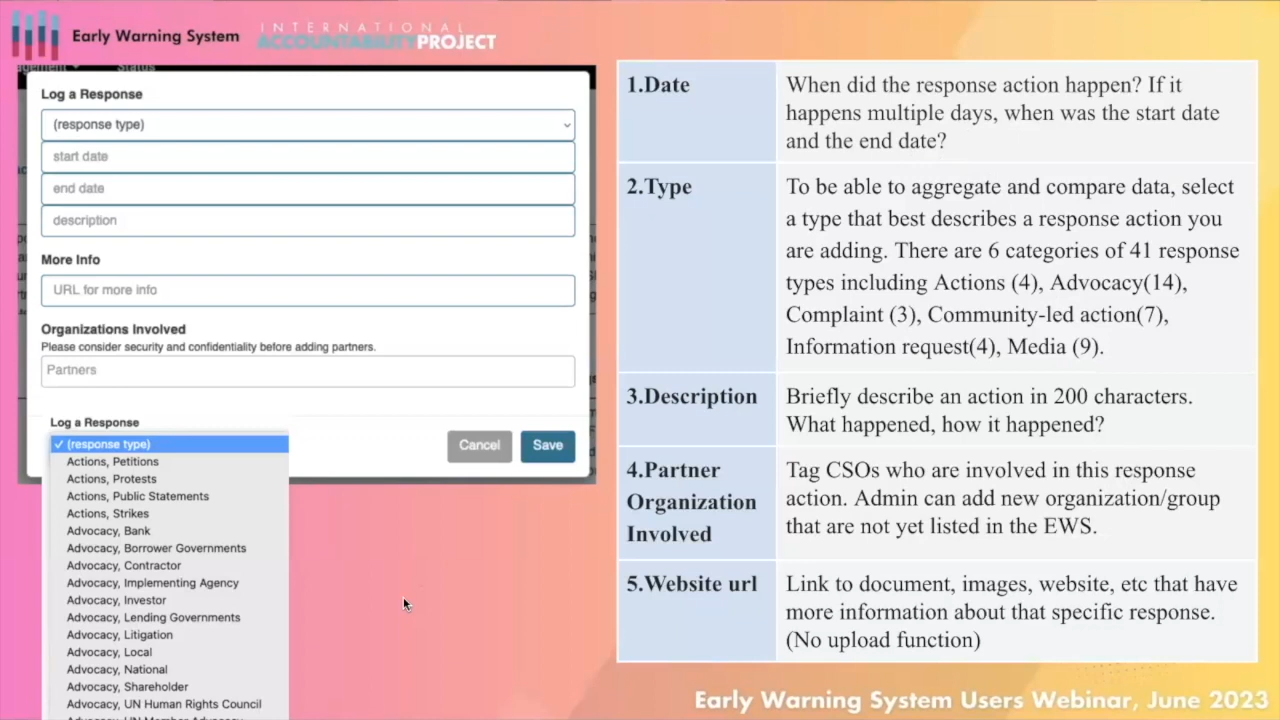 Early Warning System
INTERNATIONAL
ACCOUNTABILITY PROJECT
Status
Log a Response
(response type)
start date
end date
description
More Info
URL for more info
Organizations Involved
Please consider security and confidentiality before adding partners.
Partners
Cancel
Save
Log a Response
✓ (response type)
Actions, Petitions
Actions, Protests
Actions, Public Statements
Actions, Strikes
Advocacy, Bank
Advocacy, Borrower Governments
Advocacy, Contractor
Advocacy, Implementing Agency
Advocacy, Investor
Advocacy, Lending Governments
Advocacy, Litigation
Advocacy, Local
Advocacy, National
Advocacy, Shareholder
Advocacy, UN Human Rights Council
1.Date
When did the response action happen? If it
happens multiple days, when was the start date
and the end date?
2.Type
To be able to aggregate and compare data, select
a type that best describes a response action you
are adding. There are 6 categories of 41 response
types including Actions (4), Advocacy(14),
Complaint (3), Community-led action(7),
Information request(4), Media (9).
3.Description
Briefly describe an action in 200 characters.
What happened, how it happened?
4.Partner
Organization
Involved
Tag CSOs who are involved in this response
action. Admin can add new organization/group
that are not yet listed in the EWS.
5.Website url
Link to document, images, website, etc that have
more information about that specific response.
(No upload function)
Early Warning System Users Webinar, June 2023